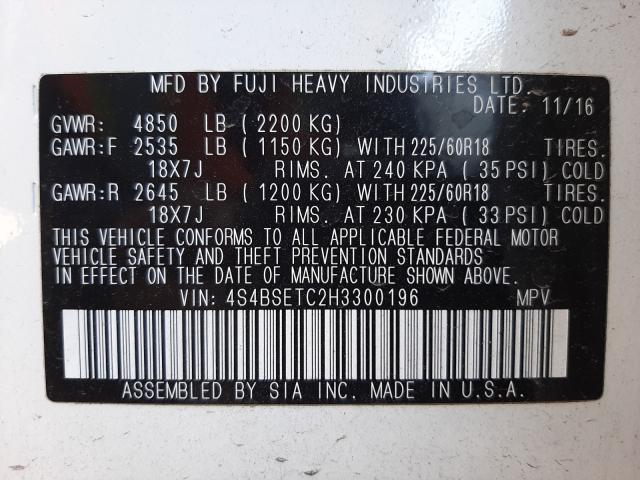 MFD BY FUJI HEAVY INDUSTRIES LTD.
DATE: 11/16
GVWR: 4850 LB ( 2200 KG)
GAWR:F 2535 LB ( 1150 KG) WITH 225/60R18 TIRES.
18X7J RIMS. AT 240 KPA ( 35 PSI) COLD
GAWR:R 2645 LB ( 1200 KG) WITH 225/60R18 TIRES.
18X7J RIMS. AT 230 KPA ( 33 PSI) COLD
THIS VEHICLE CONFORMS TO ALL APPLICABLE FEDERAL MOTOR
VEHICLE SAFETY AND THEFT PREVENTION STANDARDS
IN EFFECT ON THE DATE OF MANUFACTURE SHOWN ABOVE.
VIN: 4S4BSETC2H3300196 MPV
ASSEMBLED BY SIA INC. MADE IN U.S.A.